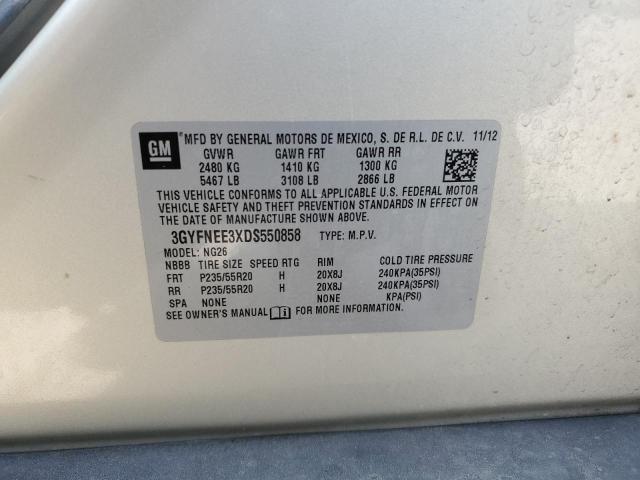 GM MFD BY GENERAL MOTORS DE MEXICO, S. DE R.L. DE C.V. 11/12
GVWR GAWR FRT GAWR RR
2480 KG 1410 KG 1300 KG
5467 LB 3108 LB 2866 LB
THIS VEHICLE CONFORMS TO ALL APPLICABLE U.S. FEDERAL MOTOR
VEHICLE SAFETY AND THEFT PREVENTION STANDARDS IN EFFECT ON
THE DATE OF MANUFACTURE SHOWN ABOVE.
3GYFNEE3XDS550858 TYPE: M.P.V.
MODEL: NG26
NBBB TIRE SIZE SPEED RTG RIM COLD TIRE PRESSURE
FRT P235/55R20 H 20X8J 240KPA(35PSI)
RR P235/55R20 H 20X8J 240KPA(35PSI)
SPA NONE NONE KPA(PSI)
SEE OWNER'S MANUAL i FOR MORE INFORMATION.